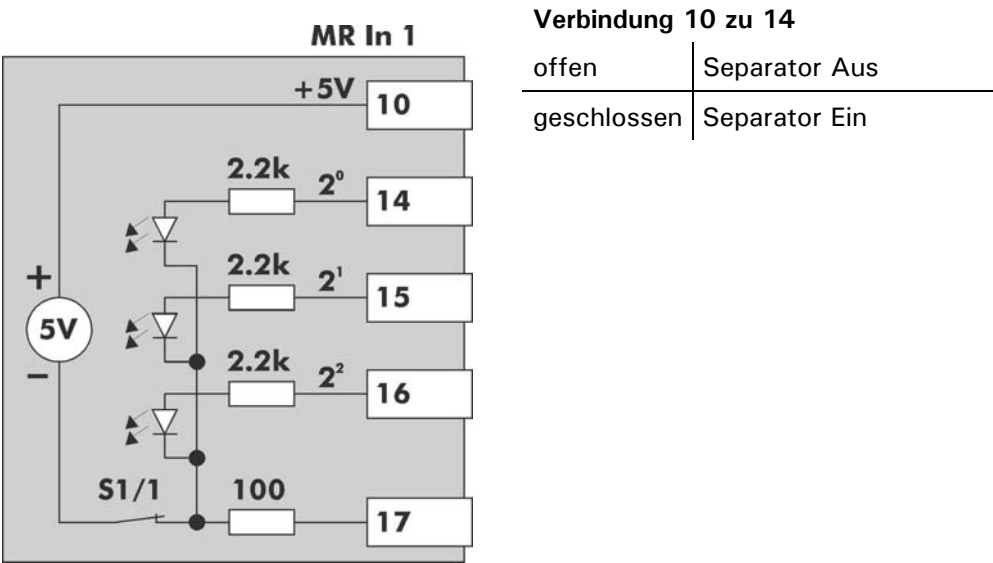 MR In 1
+5V
10
2.2k 2⁰
14
2.2k 2¹
15
+
5V
−
2.2k 2²
16
S1/1 100
17
Verbindung 10 zu 14
offen Separator Aus
geschlossen Separator Ein